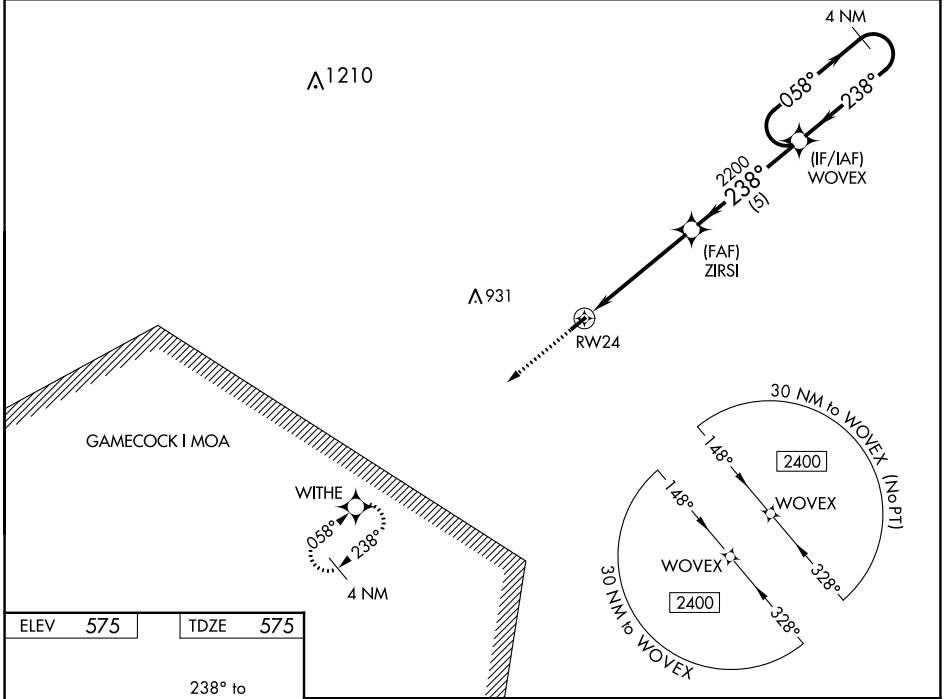 4 NM
1210
058°
238°
(IF/IAF)
WOVEX
2200
238°
(5)
(FAF)
ZIRSI
931
RW24
GAMECOCK I MOA
30 NM to WOVEX (NoPT)
148°
2400
WOVEX
328°
WITHE
058°
238°
4 NM
148°
WOVEX
2400
328°
30 NM to WOVEX
ELEV 575
TDZE 575
238° to